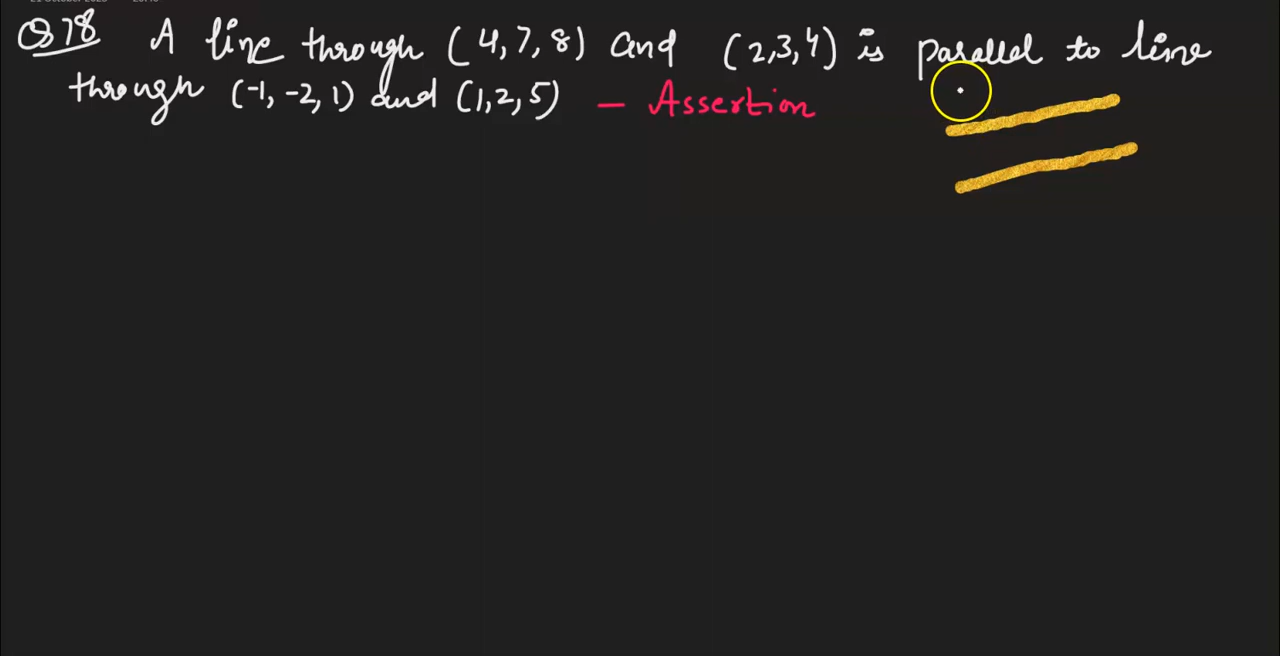 Q 78 A line through (4,7,8) and (2,3,4) is parallel to line
through (-1, -2, 1) and (1,2,5) - Assertion